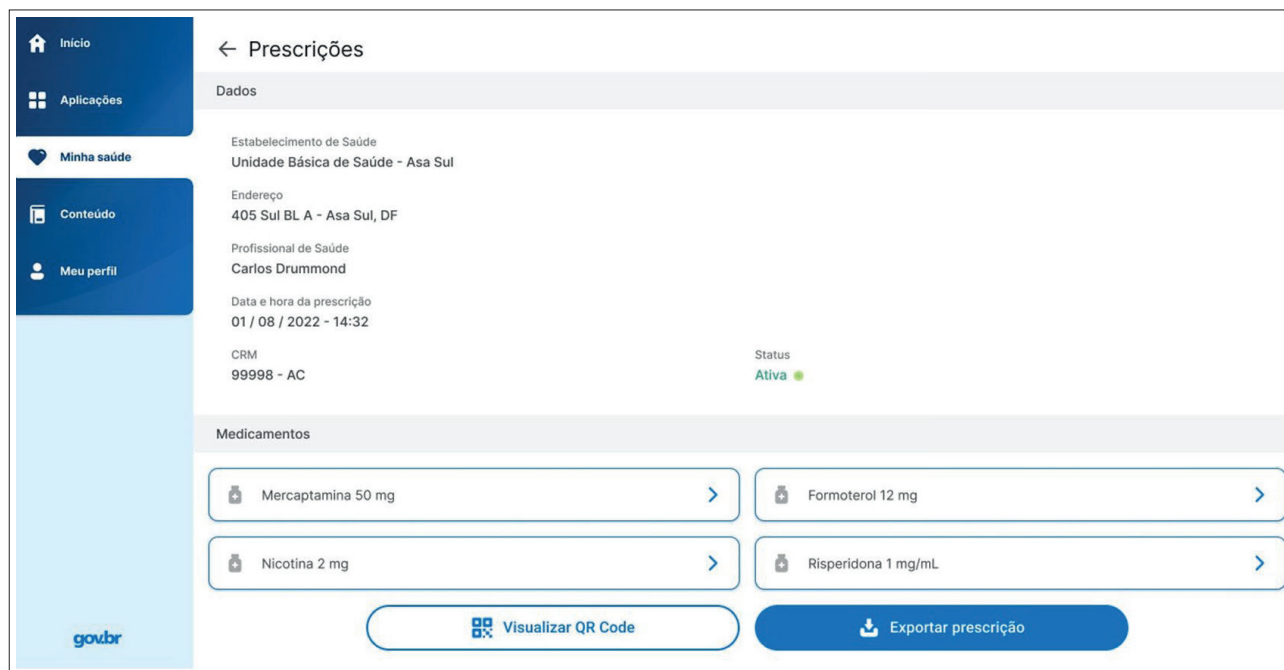 Início
Aplicações
Minha saúde
Conteúdo
Meu perfil
gov.br
Prescrições
Dados
Estabelecimento de Saúde
Unidade Básica de Saúde - Asa Sul
Endereço
405 Sul BL A - Asa Sul, DF
Profissional de Saúde
Carlos Drummond
Data e hora da prescrição
01 / 08 / 2022 - 14:32
CRM
99998 - AC
Status
Ativa
Medicamentos
Mercaptamina 50 mg
Formoterol 12 mg
Nicotina 2 mg
Risperidona 1 mg/mL
Visualizar QR Code
Exportar prescrição